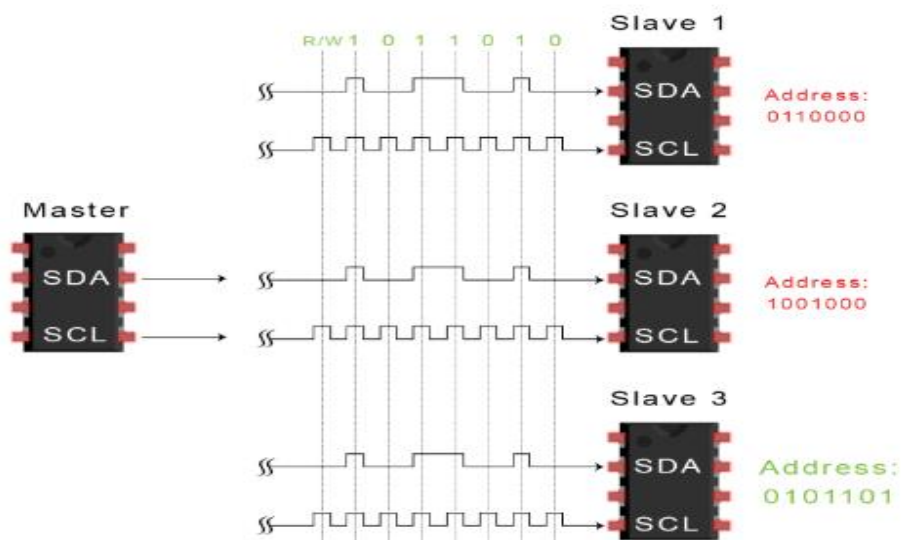 Slave 1
R/W 1 0 1 1 0 1 0
SDA
SCL
Address:
0110000
Master
SDA
SCL
Slave 2
SDA
SCL
Address:
1001000
Slave 3
SDA
SCL
Address:
0101101